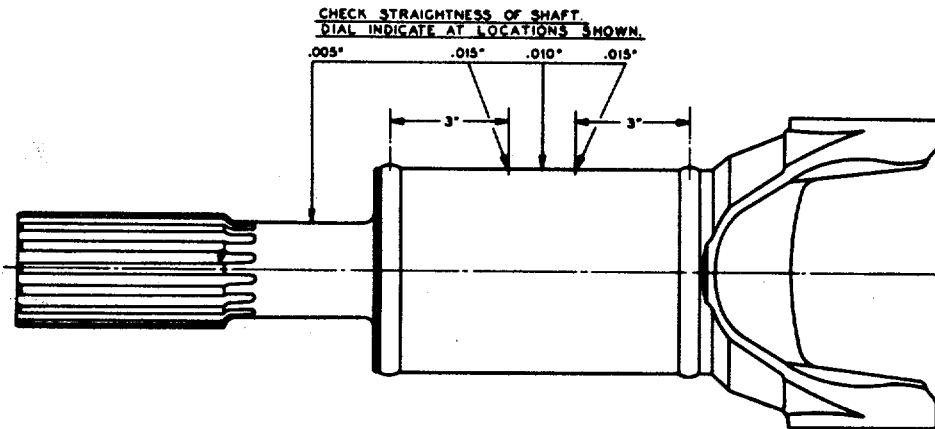 CHECK STRAIGHTNESS OF SHAFT.
DIAL INDICATE AT LOCATIONS SHOWN.
.005" .015" .010" .015"
3" 3"